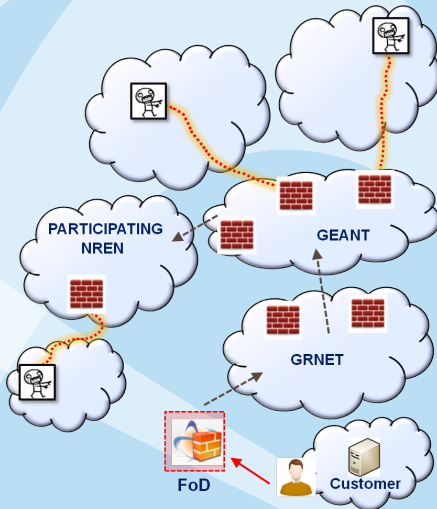 PARTICIPATING
NREN
GEANT
GRNET
FoD
Customer